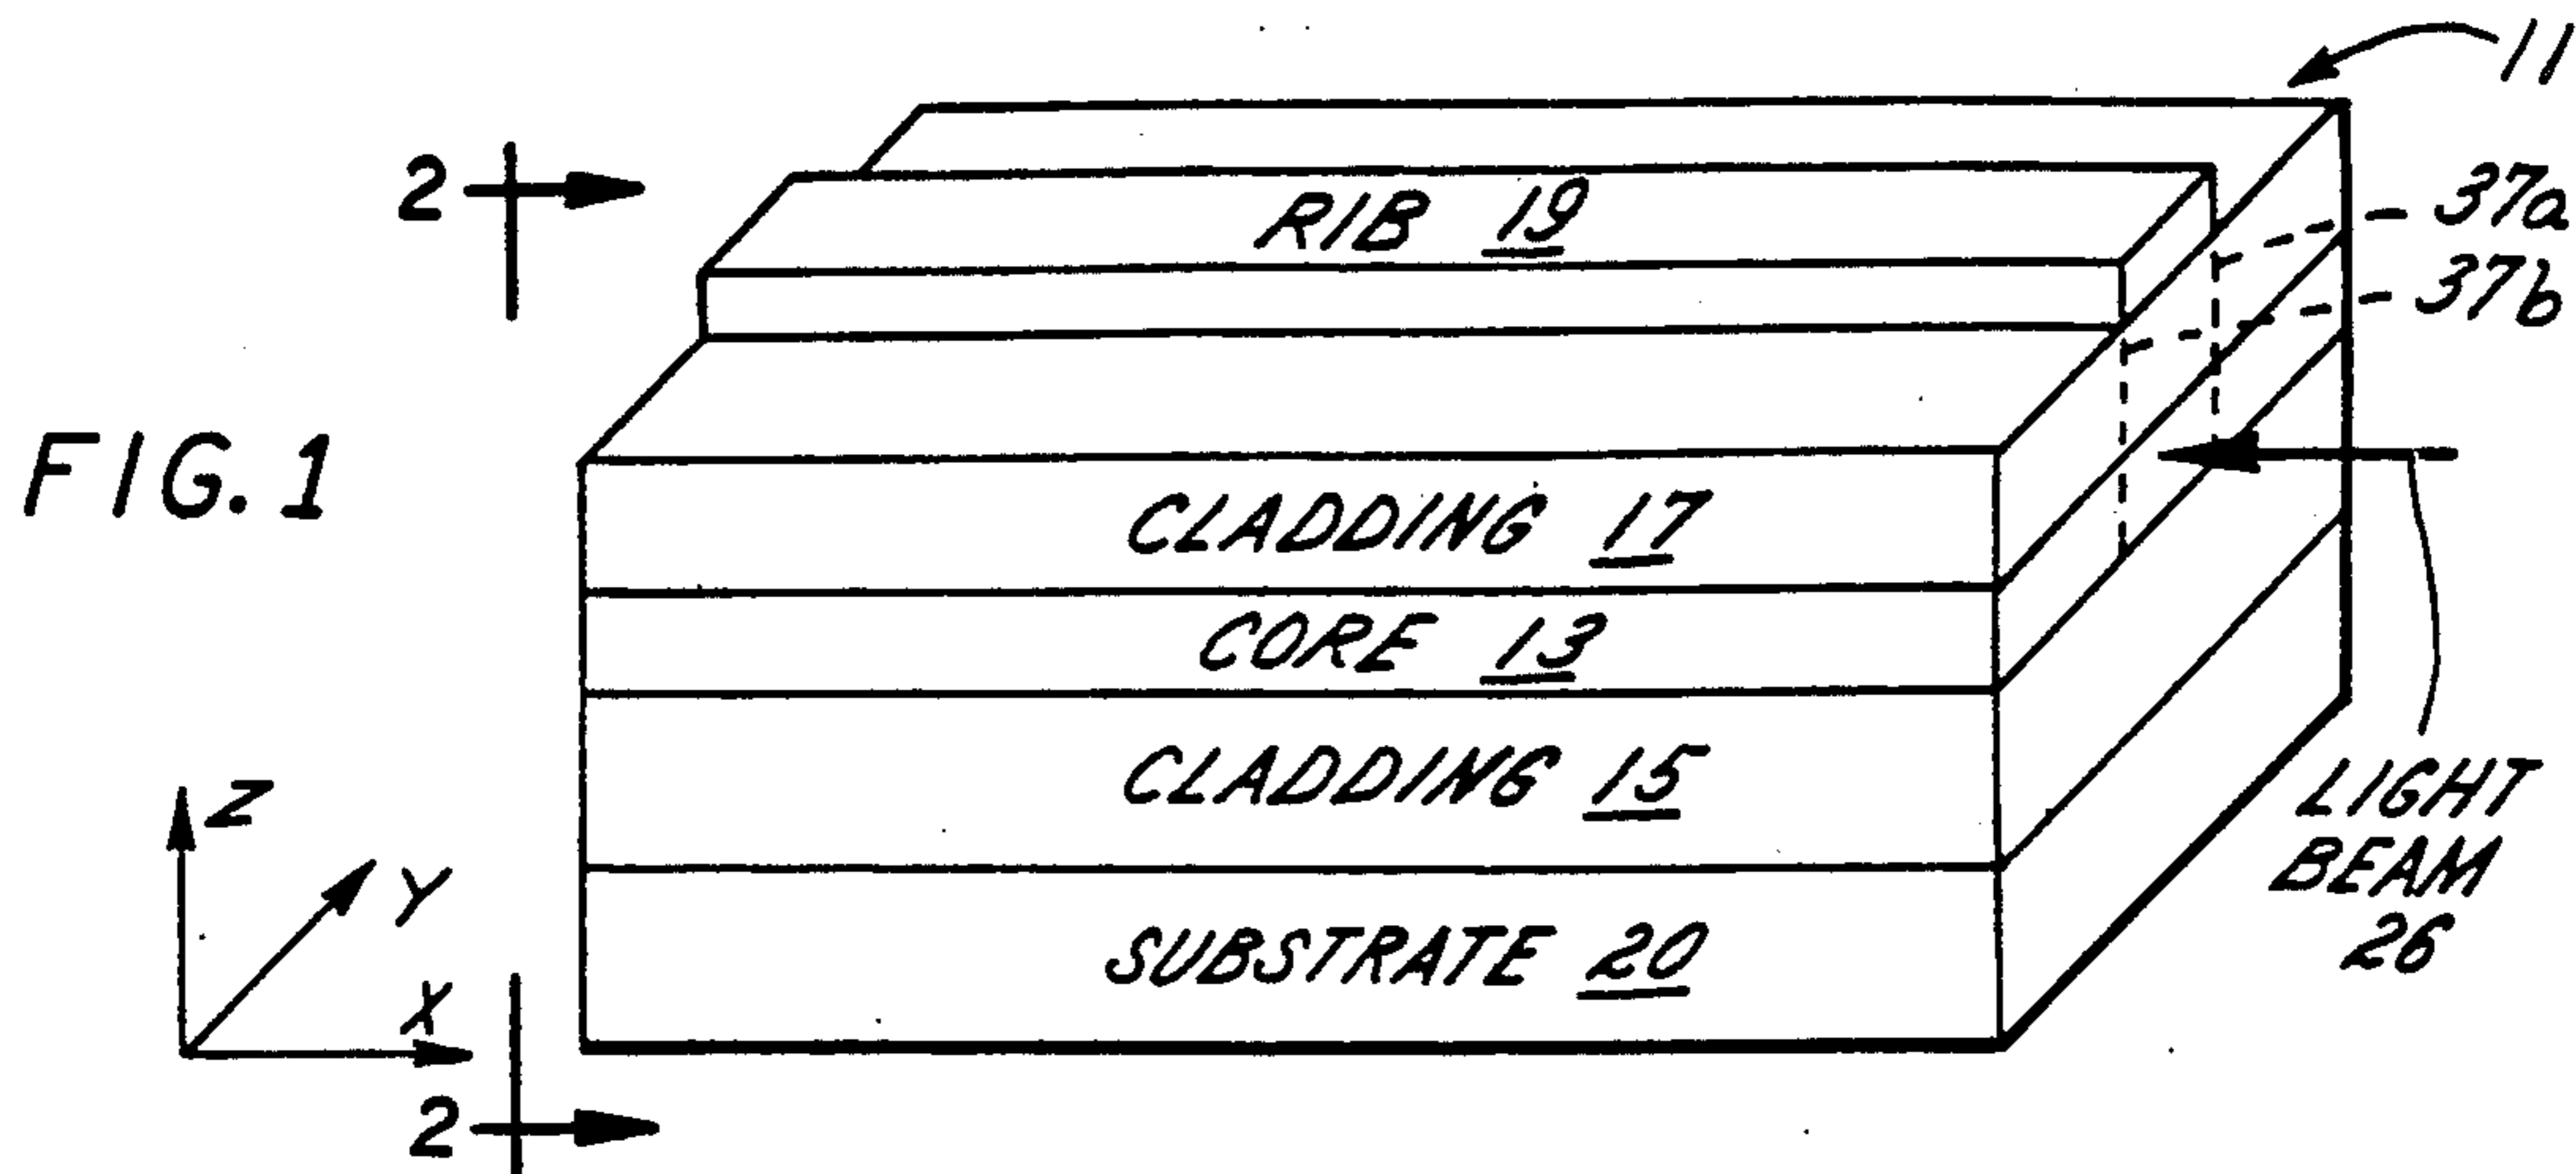 11
2
RIB 19
37a
37b
FIG. 1
CLADDING 17
CORE 13
CLADDING 15
LIGHT
BEAM
26
Z
Y
X
SUBSTRATE 20
2